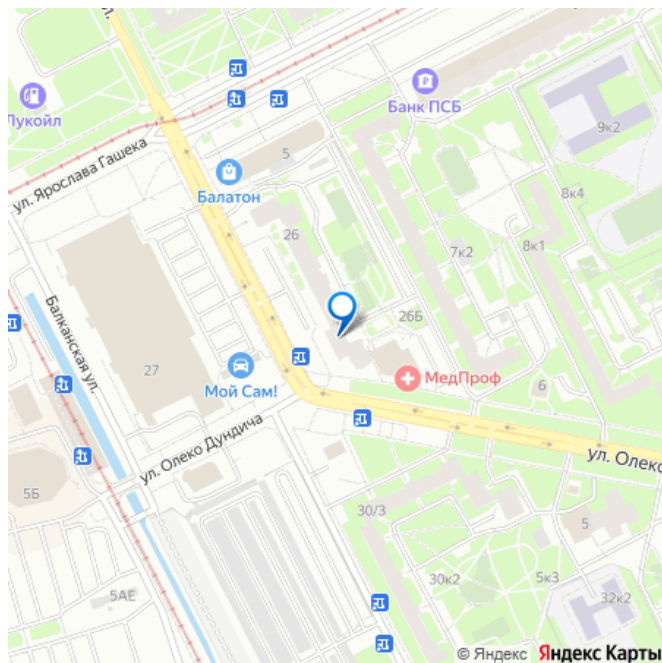 ул.
Банк ПСБ
Лукойл
9к2
ул. Ярослава Гашека
5
Балатон
8к4
26
7к2
8к1
Балканская ул.
26Б
27
Мой Сам!
МедПроф
6
ул. Олеко Дундича
ул. Олеко
5Б
30/3
5
30к2
5к3
5АЕ
32к2
© Яндекс Яндекс Карты